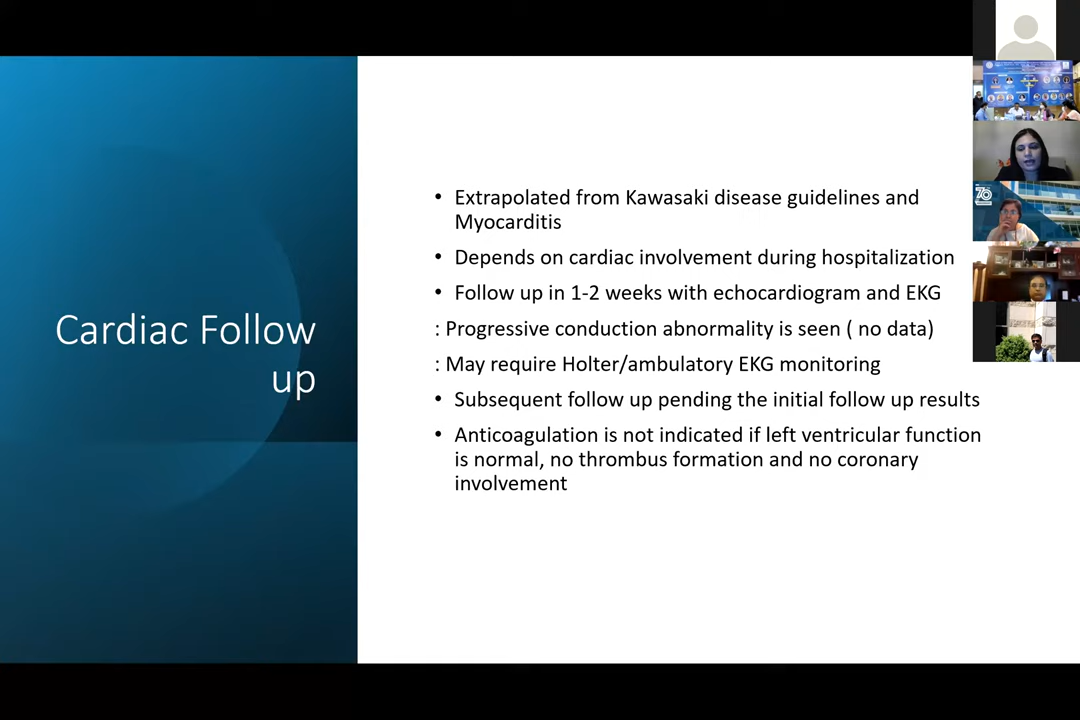 Cardiac Follow
up
• Extrapolated from Kawasaki disease guidelines and
Myocarditis
• Depends on cardiac involvement during hospitalization
• Follow up in 1-2 weeks with echocardiogram and EKG
: Progressive conduction abnormality is seen ( no data)
: May require Holter/ambulatory EKG monitoring
• Subsequent follow up pending the initial follow up results
• Anticoagulation is not indicated if left ventricular function
is normal, no thrombus formation and no coronary
involvement
70